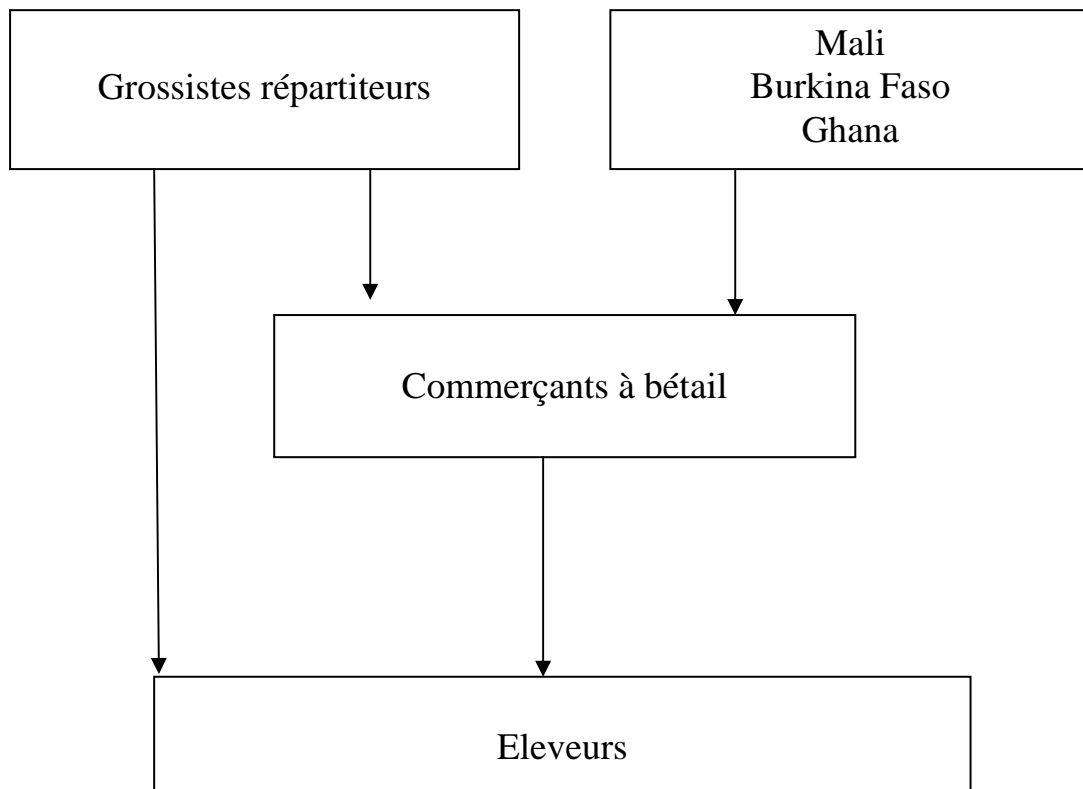 Grossistes répartiteurs
Mali
Burkina Faso
Ghana
Commerçants à bétail
Eleveurs